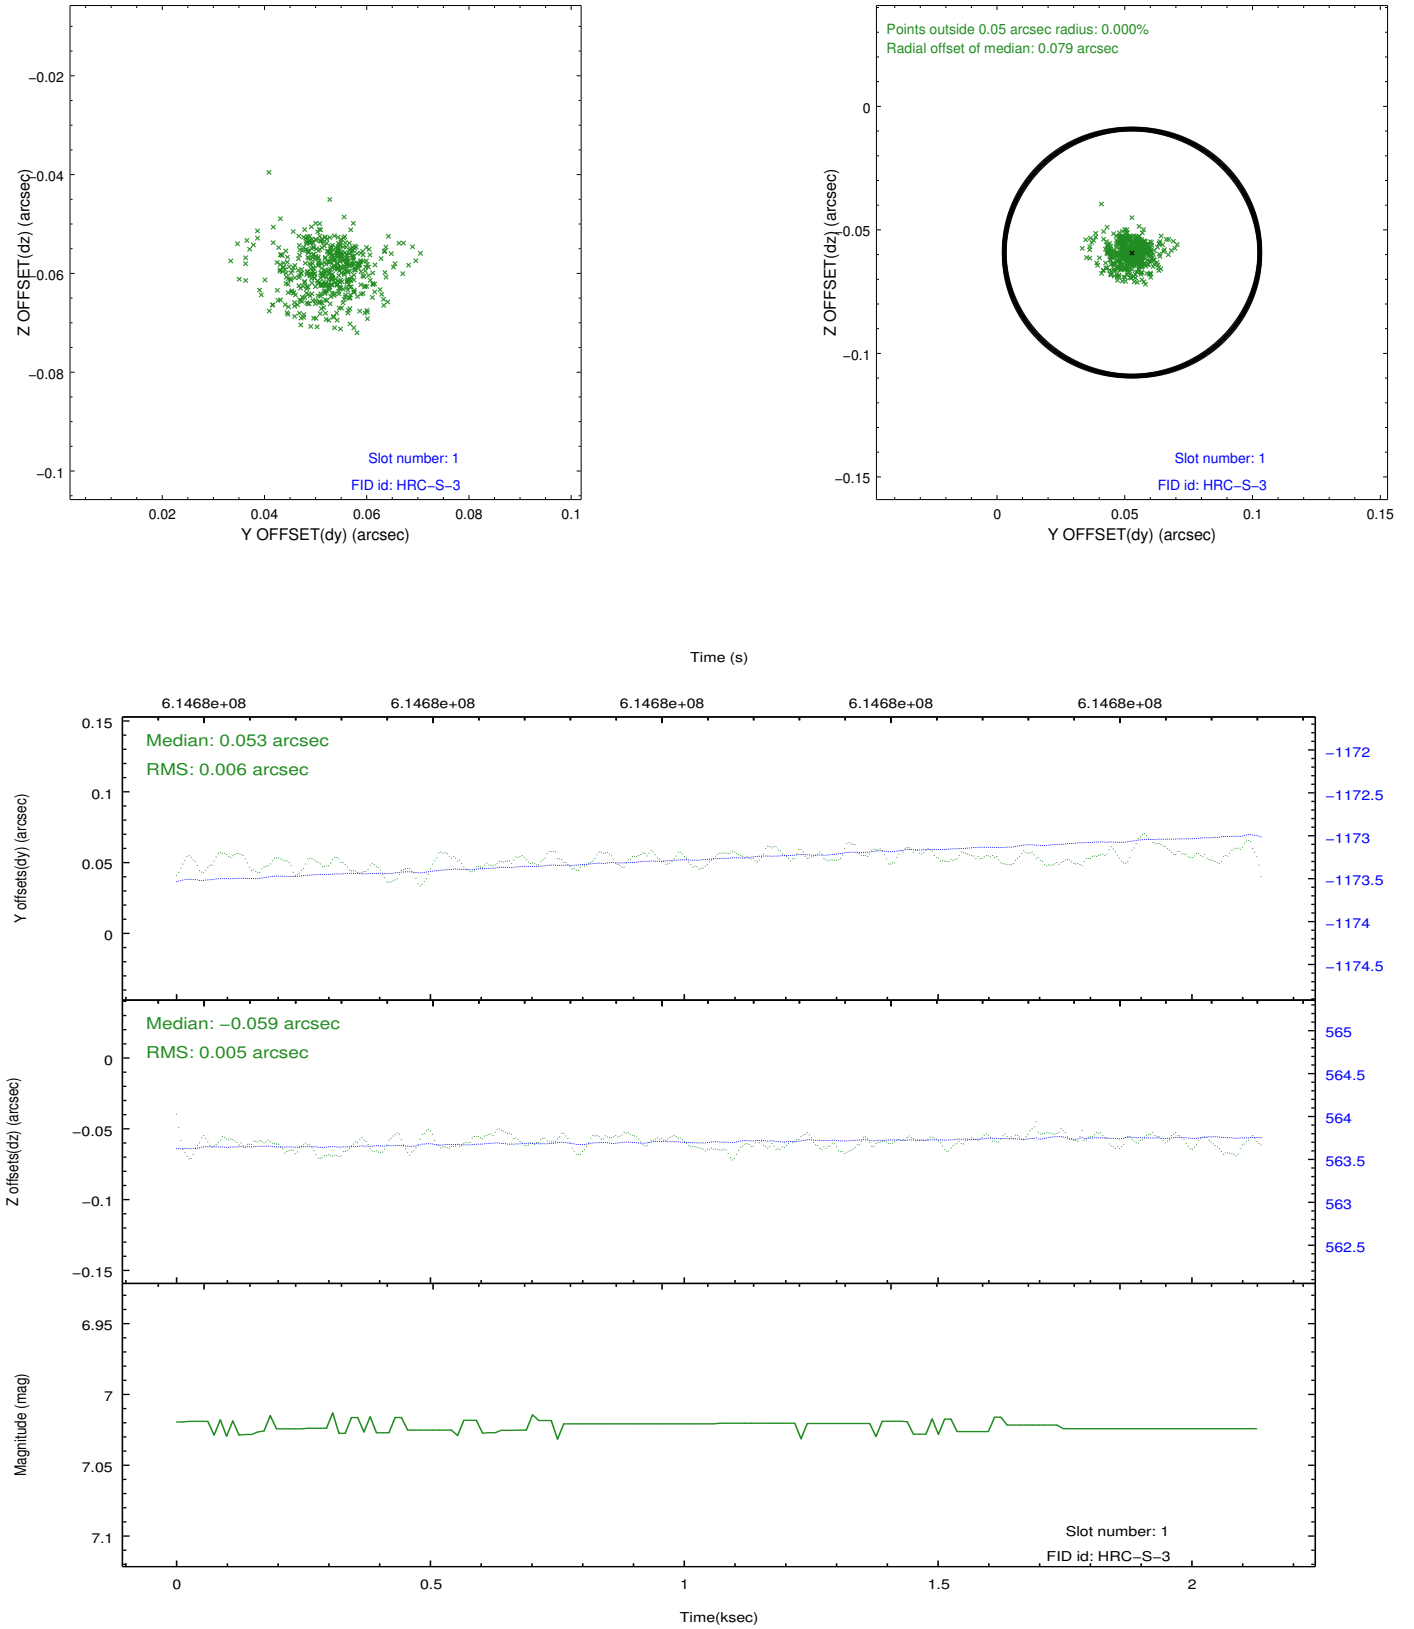 −0.02
−0.04
−0.06
−0.08
−0.1
Z OFFSET(dz) (arcsec)
Slot number: 1
FID id: HRC−S−3
0.02 0.04 0.06 0.08 0.1
Y OFFSET(dy) (arcsec)
Points outside 0.05 arcsec radius: 0.000%
Radial offset of median: 0.079 arcsec
0
−0.05
−0.1
−0.15
Z OFFSET(dz) (arcsec)
Slot number: 1
FID id: HRC−S−3
0 0.05 0.1 0.15
Y OFFSET(dy) (arcsec)
Time (s)
6.1468e+08 6.1468e+08 6.1468e+08 6.1468e+08 6.1468e+08
Median: 0.053 arcsec
RMS: 0.006 arcsec
0.15
0.1
0.05
0
Y offsets(dy) (arcsec)
−1172
−1172.5
−1173
−1173.5
−1174
−1174.5
Median: −0.059 arcsec
RMS: 0.005 arcsec
0
−0.05
−0.1
−0.15
Z offsets(dz) (arcsec)
565
564.5
564
563.5
563
562.5
6.95
7
7.05
7.1
Magnitude (mag)
Slot number: 1
FID id: HRC−S−3
0 0.5 1 1.5 2
Time(ksec)